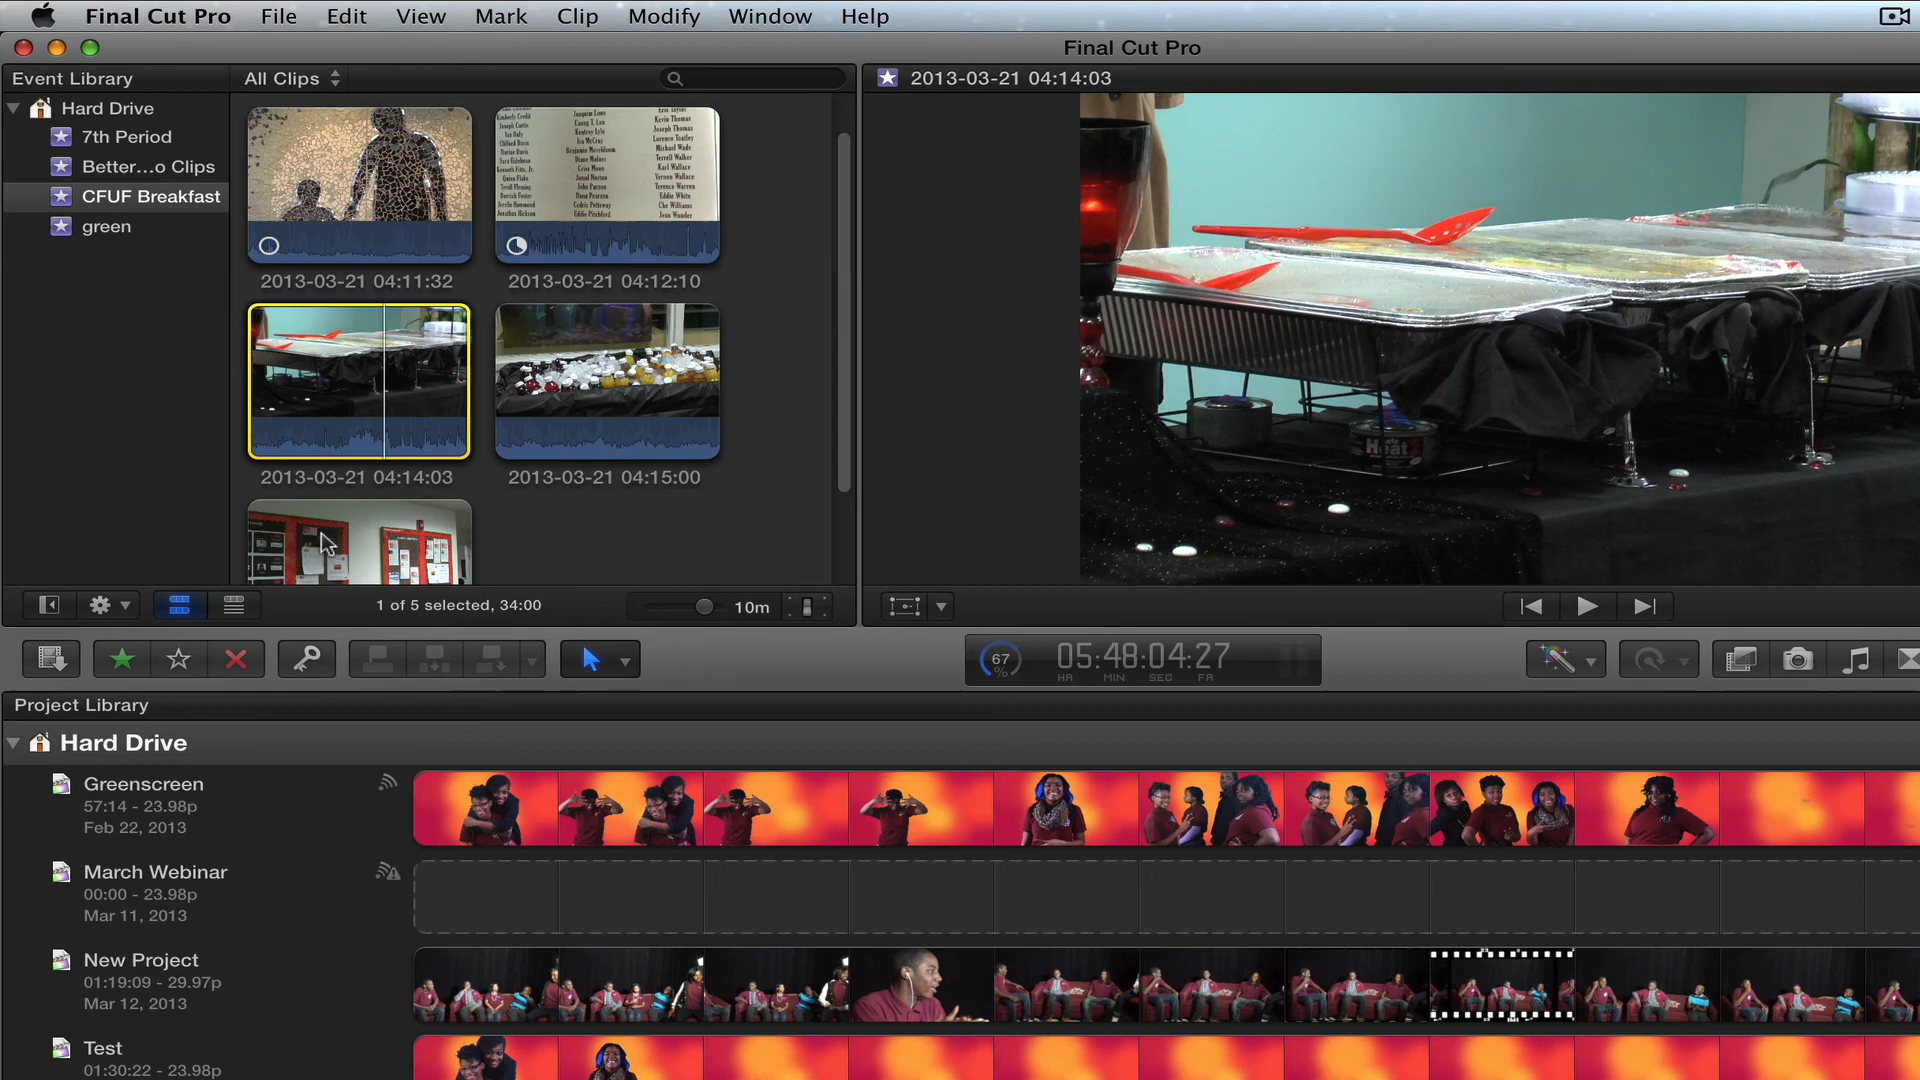 Final Cut Pro File Edit View Mark Clip Modify Window Help
Final Cut Pro
Event Library All Clips
2013-03-21 04:14:03
Hard Drive
7th Period
Better...o Clips
CFUF Breakfast
green
2013-03-21 04:11:32
2013-03-21 04:12:10
2013-03-21 04:14:03
2013-03-21 04:15:00
Heat
1 of 5 selected, 34:00
10m
67
%
05:48:04:27
HR MIN SEC FR
Project Library
Hard Drive
Greenscreen
57:14 - 23.98p
Feb 22, 2013
March Webinar
00:00 - 23.98p
Mar 11, 2013
New Project
01:19:09 - 29.97p
Mar 12, 2013
Test
01:30:22 - 23.98p